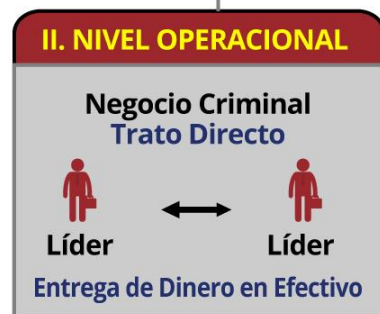 II. NIVEL OPERACIONAL
Negocio Criminal
Trato Directo
Líder Líder
Entrega de Dinero en Efectivo